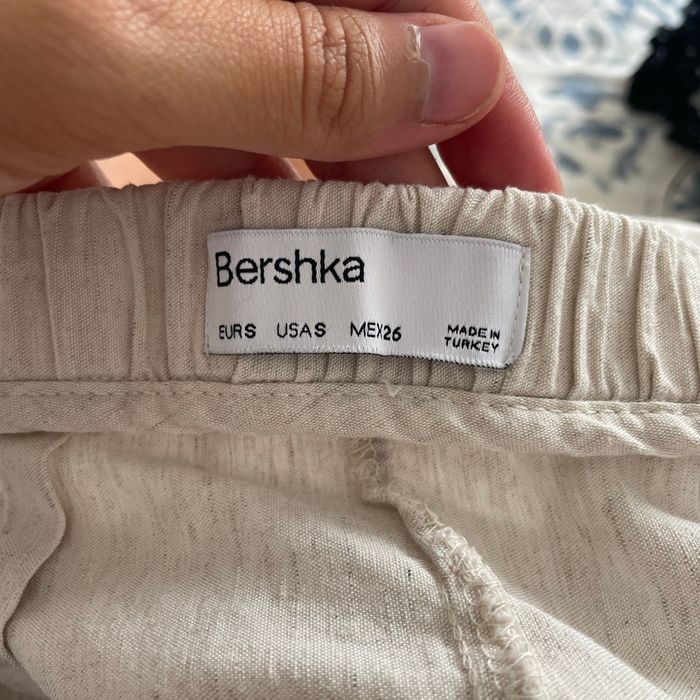 Bershka
EUR S USA S MEX 26
MADE IN
TURKEY